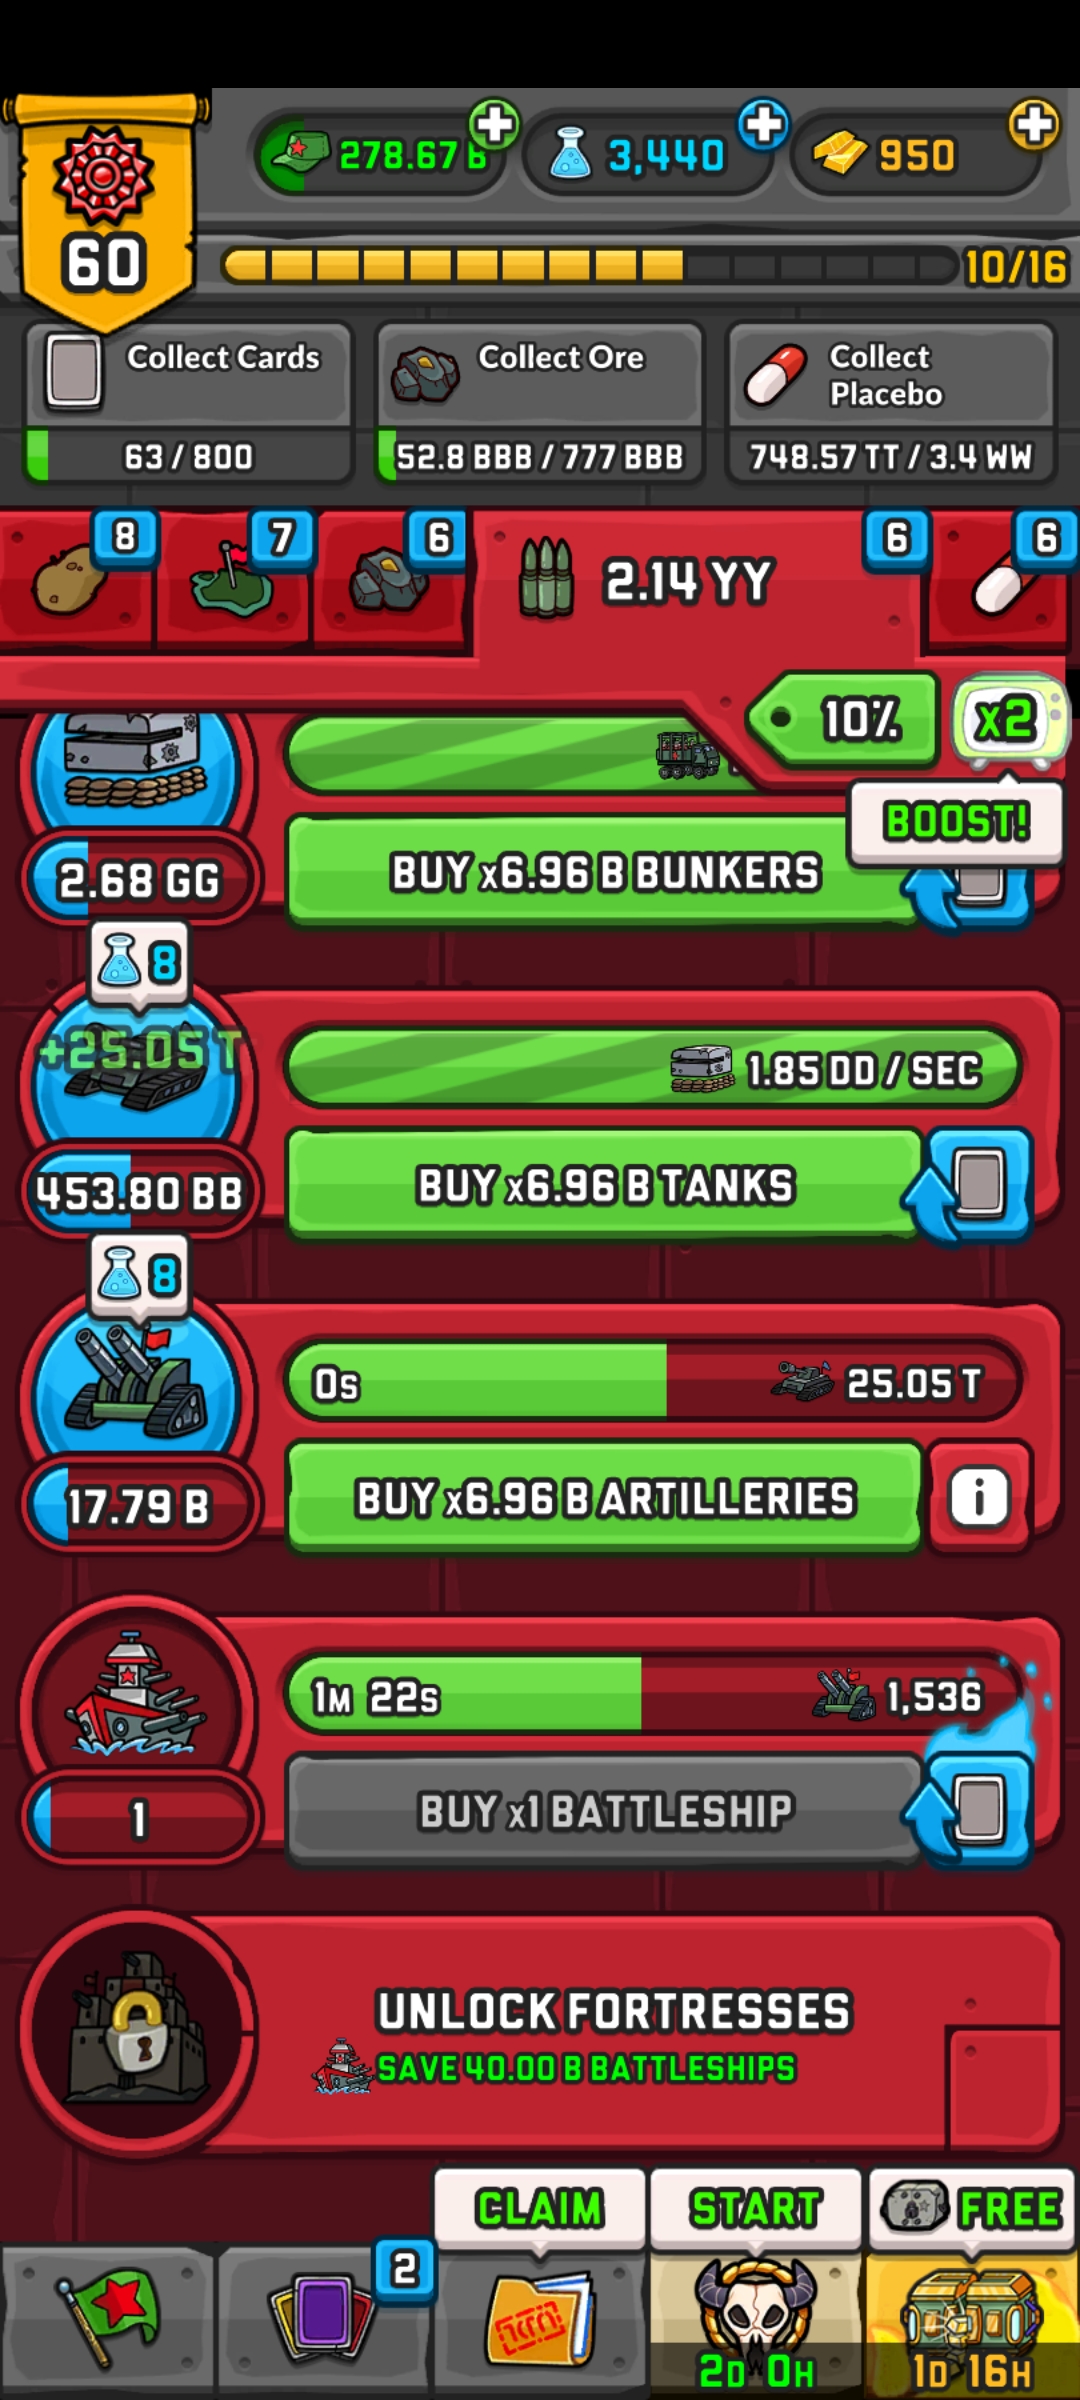 278.67 B
3,440
950
60
10/16
Collect Cards
63 / 800
Collect Ore
52.8 BBB / 777 BBB
Collect
Placebo
748.57 TT / 3.4 WW
8
7
6
2.14 YY
6
6
10%
x2
BOOST!
2.68 GG
BUY x6.96 B BUNKERS
8
+25.05 T
1.85 DD / SEC
453.80 BB
BUY x6.96 B TANKS
8
0s
25.05 T
17.79 B
BUY x6.96 B ARTILLERIES
i
1M 22s
1,536
1
BUY x1 BATTLESHIP
UNLOCK FORTRESSES
SAVE 40.00 B BATTLESHIPS
CLAIM
START
FREE
2
2D 0H
1D 16H